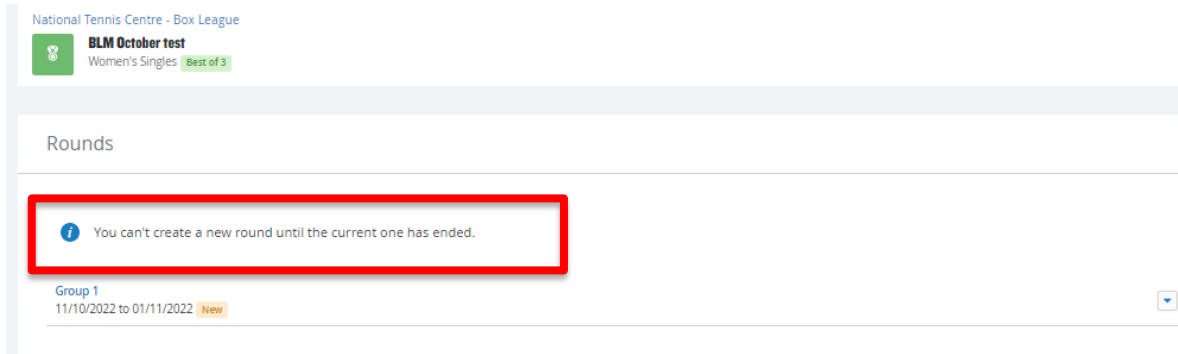 National Tennis Centre - Box League
BLM October test
Women's Singles Best of 3
Rounds
You can't create a new round until the current one has ended.
Group 1
11/10/2022 to 01/11/2022 New